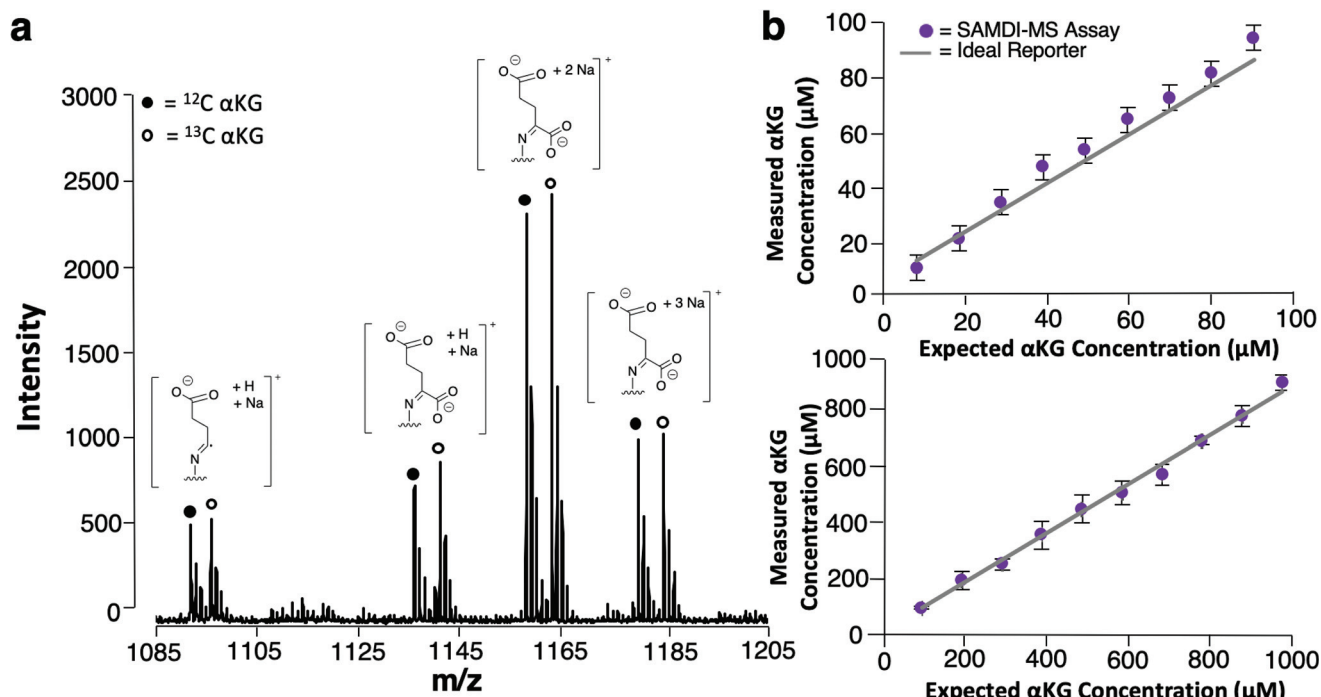 a
3000
2500
2000
1500
1000
500
0
Intensity
● = ¹²C αKG
○ = ¹³C αKG
⊖
O
O
+ H
+ Na
N
+
⊖
O
O
+ H
+ Na
N
O
O
⊖
+
⊖
O
O
+ 2 Na
N
O
O
⊖
+
⊖
O
O
+ 3 Na
N
O
O
⊖
+
1085 1105 1125 1145 1165 1185 1205
m/z
b
= SAMDI-MS Assay
= Ideal Reporter
100
80
60
40
20
0
Measured αKG
Concentration (μM)
0 20 40 60 80 100
Expected αKG Concentration (μM)
1000
800
600
400
200
0
Measured αKG
Concentration (μM)
0 200 400 600 800 1000
Expected αKG Concentration (μM)